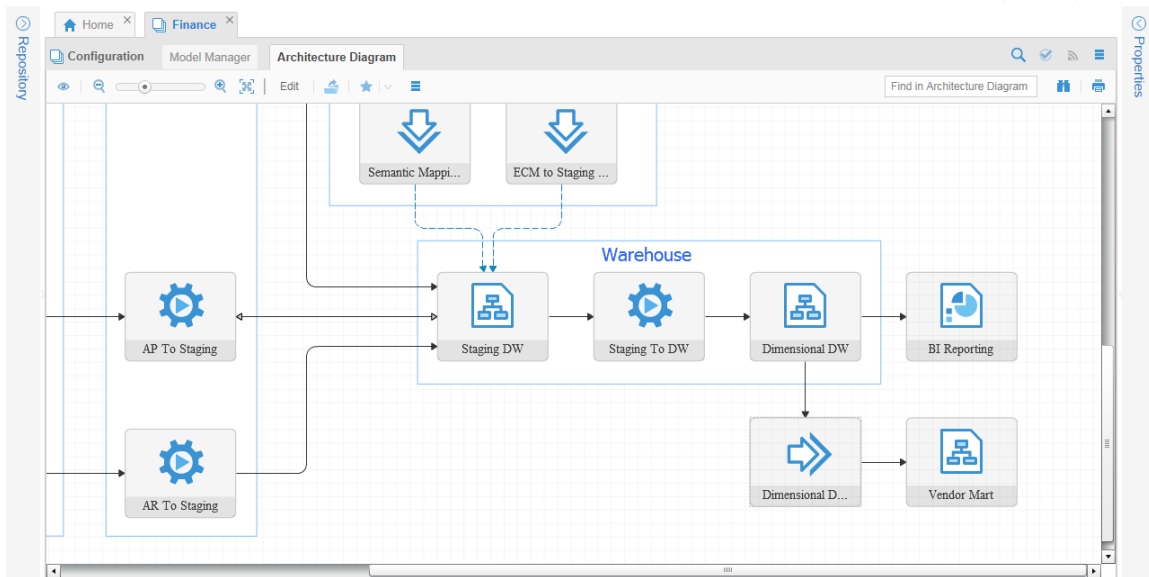 Repository
Home
Finance
Properties
Configuration
Model Manager
Architecture Diagram
Edit
Find in Architecture Diagram
Semantic Mappi...
ECM to Staging ...
Warehouse
AP To Staging
Staging DW
Staging To DW
Dimensional DW
BI Reporting
AR To Staging
Dimensional D...
Vendor Mart